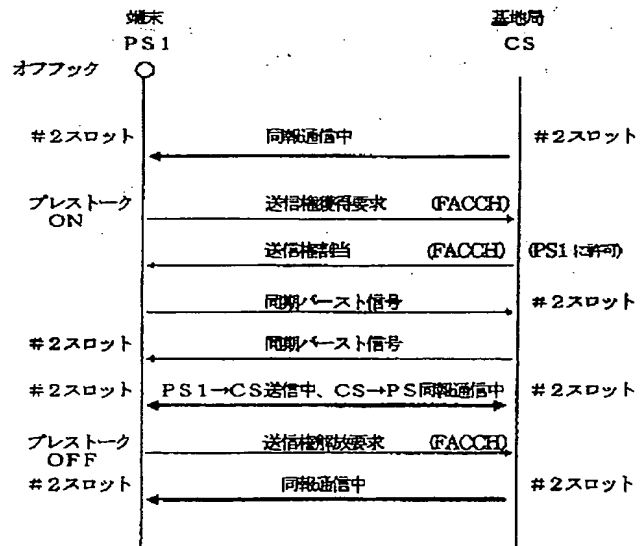 端末 基地局
PS1 CS
オフフック
#2スロット 同報通信中 #2スロット
プレストーク 送信権獲得要求 (FACCH)
ON
送信権割当 (FACCH) (PS1に許可)
同期バースト信号 #2スロット
#2スロット 同期バースト信号
#2スロット PS1→CS送信中、CS→PS同報通信中 #2スロット
プレストーク 送信権解放要求 (FACCH)
OFF
#2スロット 同報通信中 #2スロット